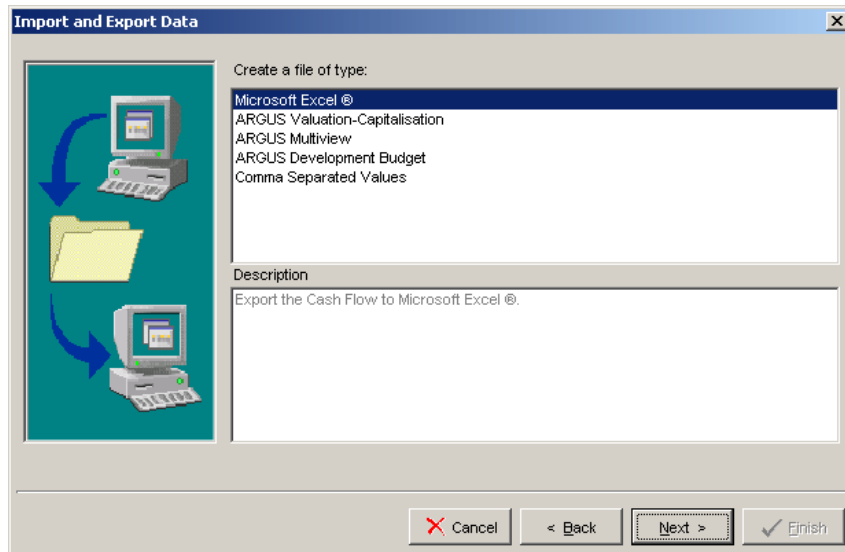 Import and Export Data
Create a file of type:
Microsoft Excel ®
ARGUS Valuation-Capitalisation
ARGUS Multiview
ARGUS Development Budget
Comma Separated Values
Description
Export the Cash Flow to Microsoft Excel ®.
Cancel
< Back
Next >
Finish